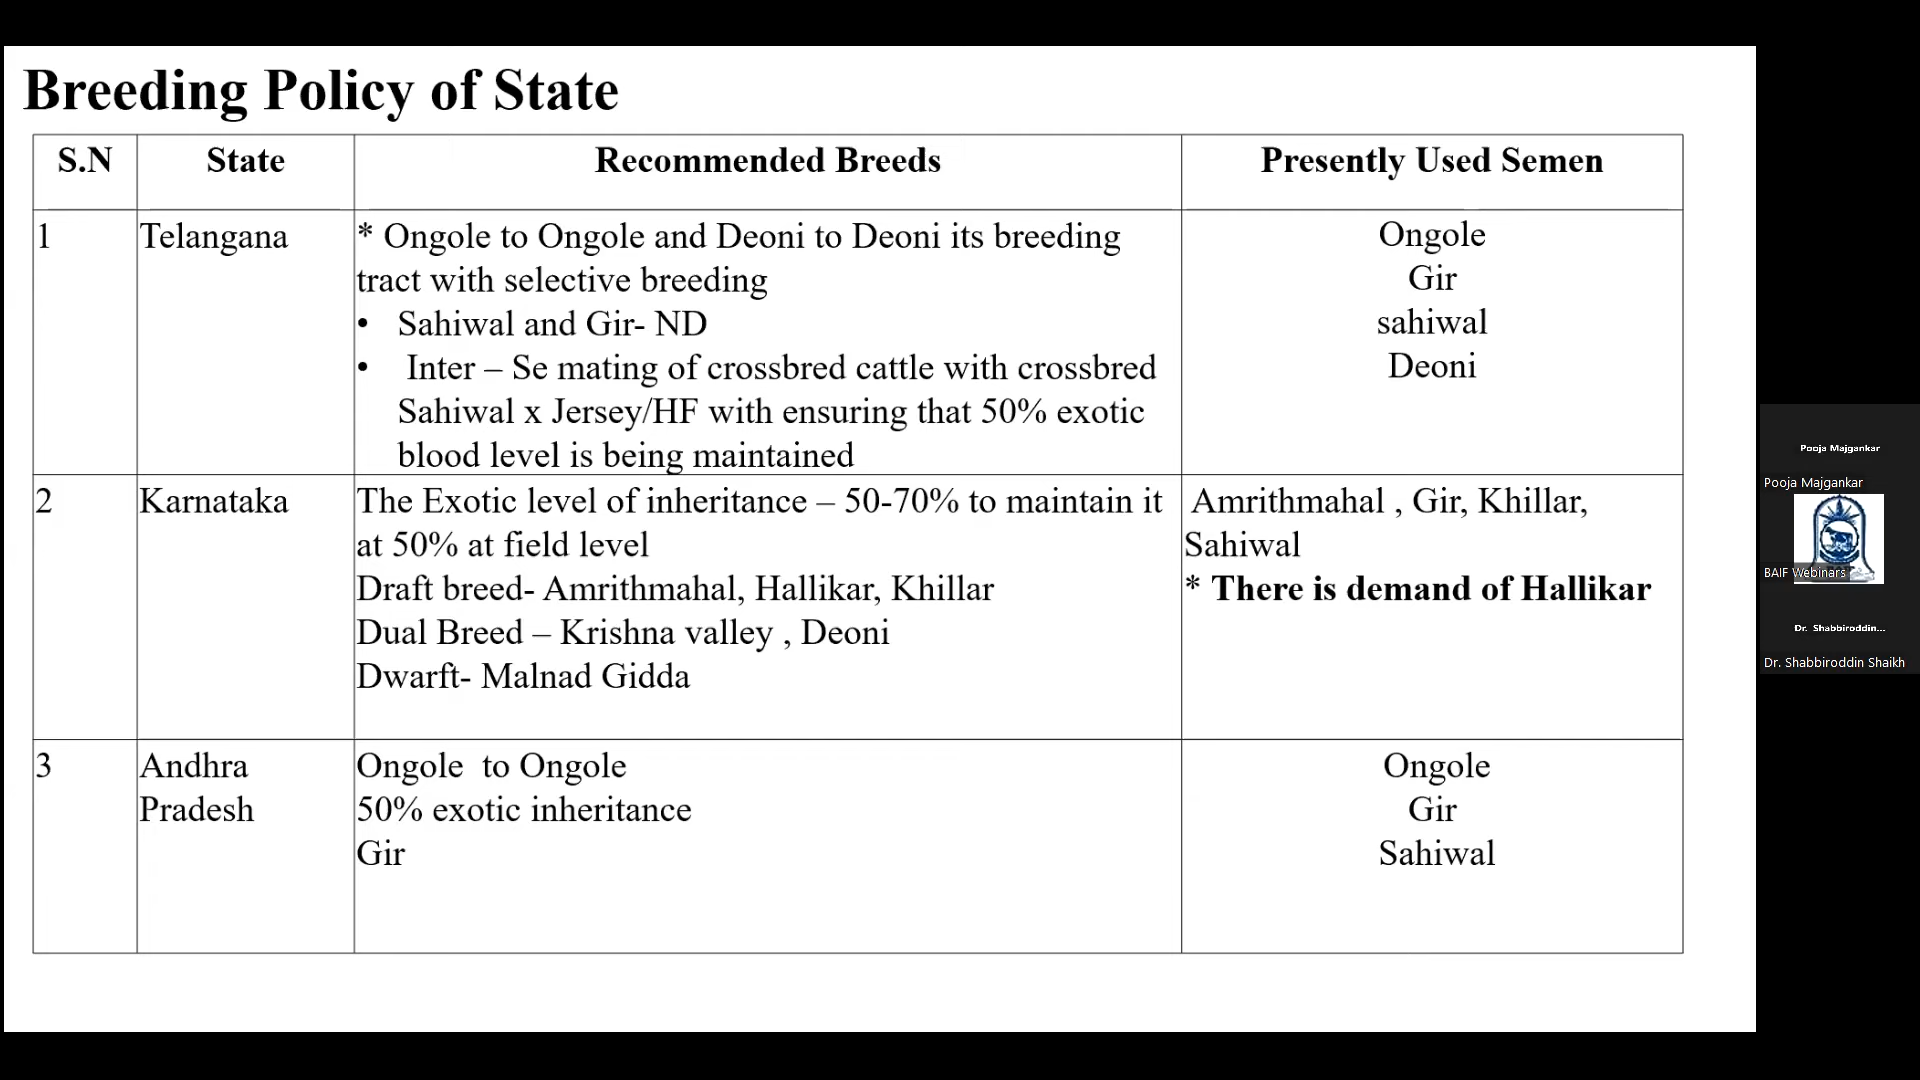 Breeding Policy of State
S.N State Recommended Breeds Presently Used Semen
1 Telangana
* Ongole to Ongole and Deoni to Deoni its breeding
tract with selective breeding
• Sahiwal and Gir- ND
• Inter – Se mating of crossbred cattle with crossbred
Sahiwal x Jersey/HF with ensuring that 50% exotic
blood level is being maintained
Ongole
Gir
sahiwal
Deoni
2 Karnataka
The Exotic level of inheritance – 50-70% to maintain it
at 50% at field level
Draft breed- Amrithmahal, Hallikar, Khillar
Dual Breed – Krishna valley , Deoni
Dwarft- Malnad Gidda
Amrithmahal , Gir, Khillar,
Sahiwal
* There is demand of Hallikar
3 Andhra
Pradesh
Ongole to Ongole
50% exotic inheritance
Gir
Ongole
Gir
Sahiwal
Pooja Majgankar
Pooja Majgankar
BAIF Webinars
Dr. Shabbiroddin...
Dr. Shabbiroddin Shaikh